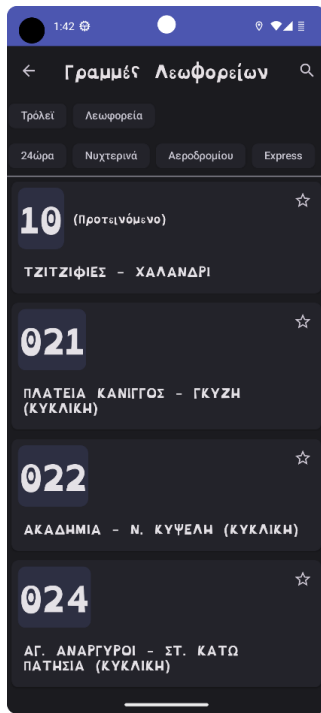 1:42
Γραμμές Λεωφορείων
Τρόλεϊ Λεωφορεία
24ώρα Νυχτερινά Αεροδρομίου Express
10 (Προτεινόμενο)
ΤΖΙΤΖΙΦΙΕΣ - ΧΑΛΑΝΔΡΙ
021
ΠΛΑΤΕΙΑ ΚΑΝΙΓΓΟΣ - ΓΚΥΖΗ
(ΚΥΚΛΙΚΗ)
022
ΑΚΑΔΗΜΙΑ - Ν. ΚΥΨΕΛΗ (ΚΥΚΛΙΚΗ)
024
ΑΓ. ΑΝΑΡΓΥΡΟΙ - ΣΤ. ΚΑΤΩ
ΠΑΤΗΣΙΑ (ΚΥΚΛΙΚΗ)